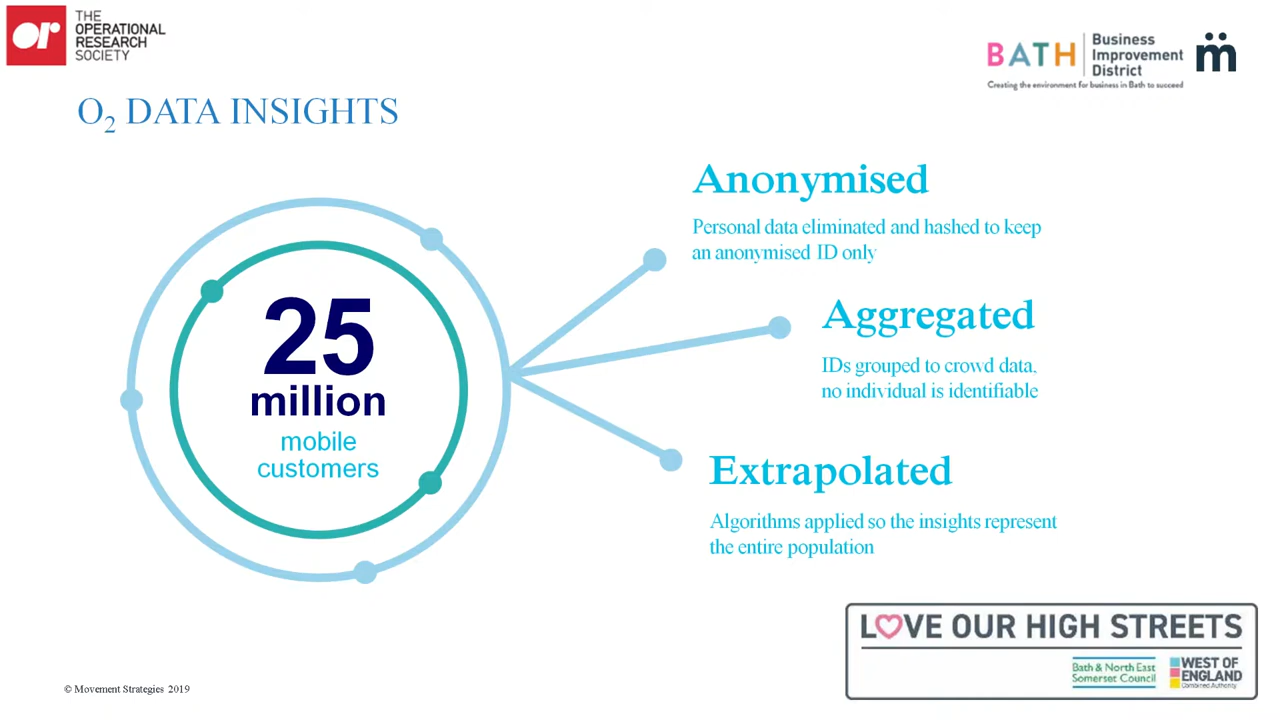 THE
OPERATIONAL
RESEARCH
SOCIETY
or
BATH
Business
Improvement
District
m
Creating the environment for business in Bath to succeed
O₂ DATA INSIGHTS
25
million
mobile
customers
Anonymised
Personal data eliminated and hashed to keep
an anonymised ID only
Aggregated
IDs grouped to crowd data,
no individual is identifiable
Extrapolated
Algorithms applied so the insights represent
the entire population
LOVE OUR HIGH STREETS
Bath & North East
Somerset Council
WEST OF
ENGLAND
Combined Authority
© Movement Strategies 2019